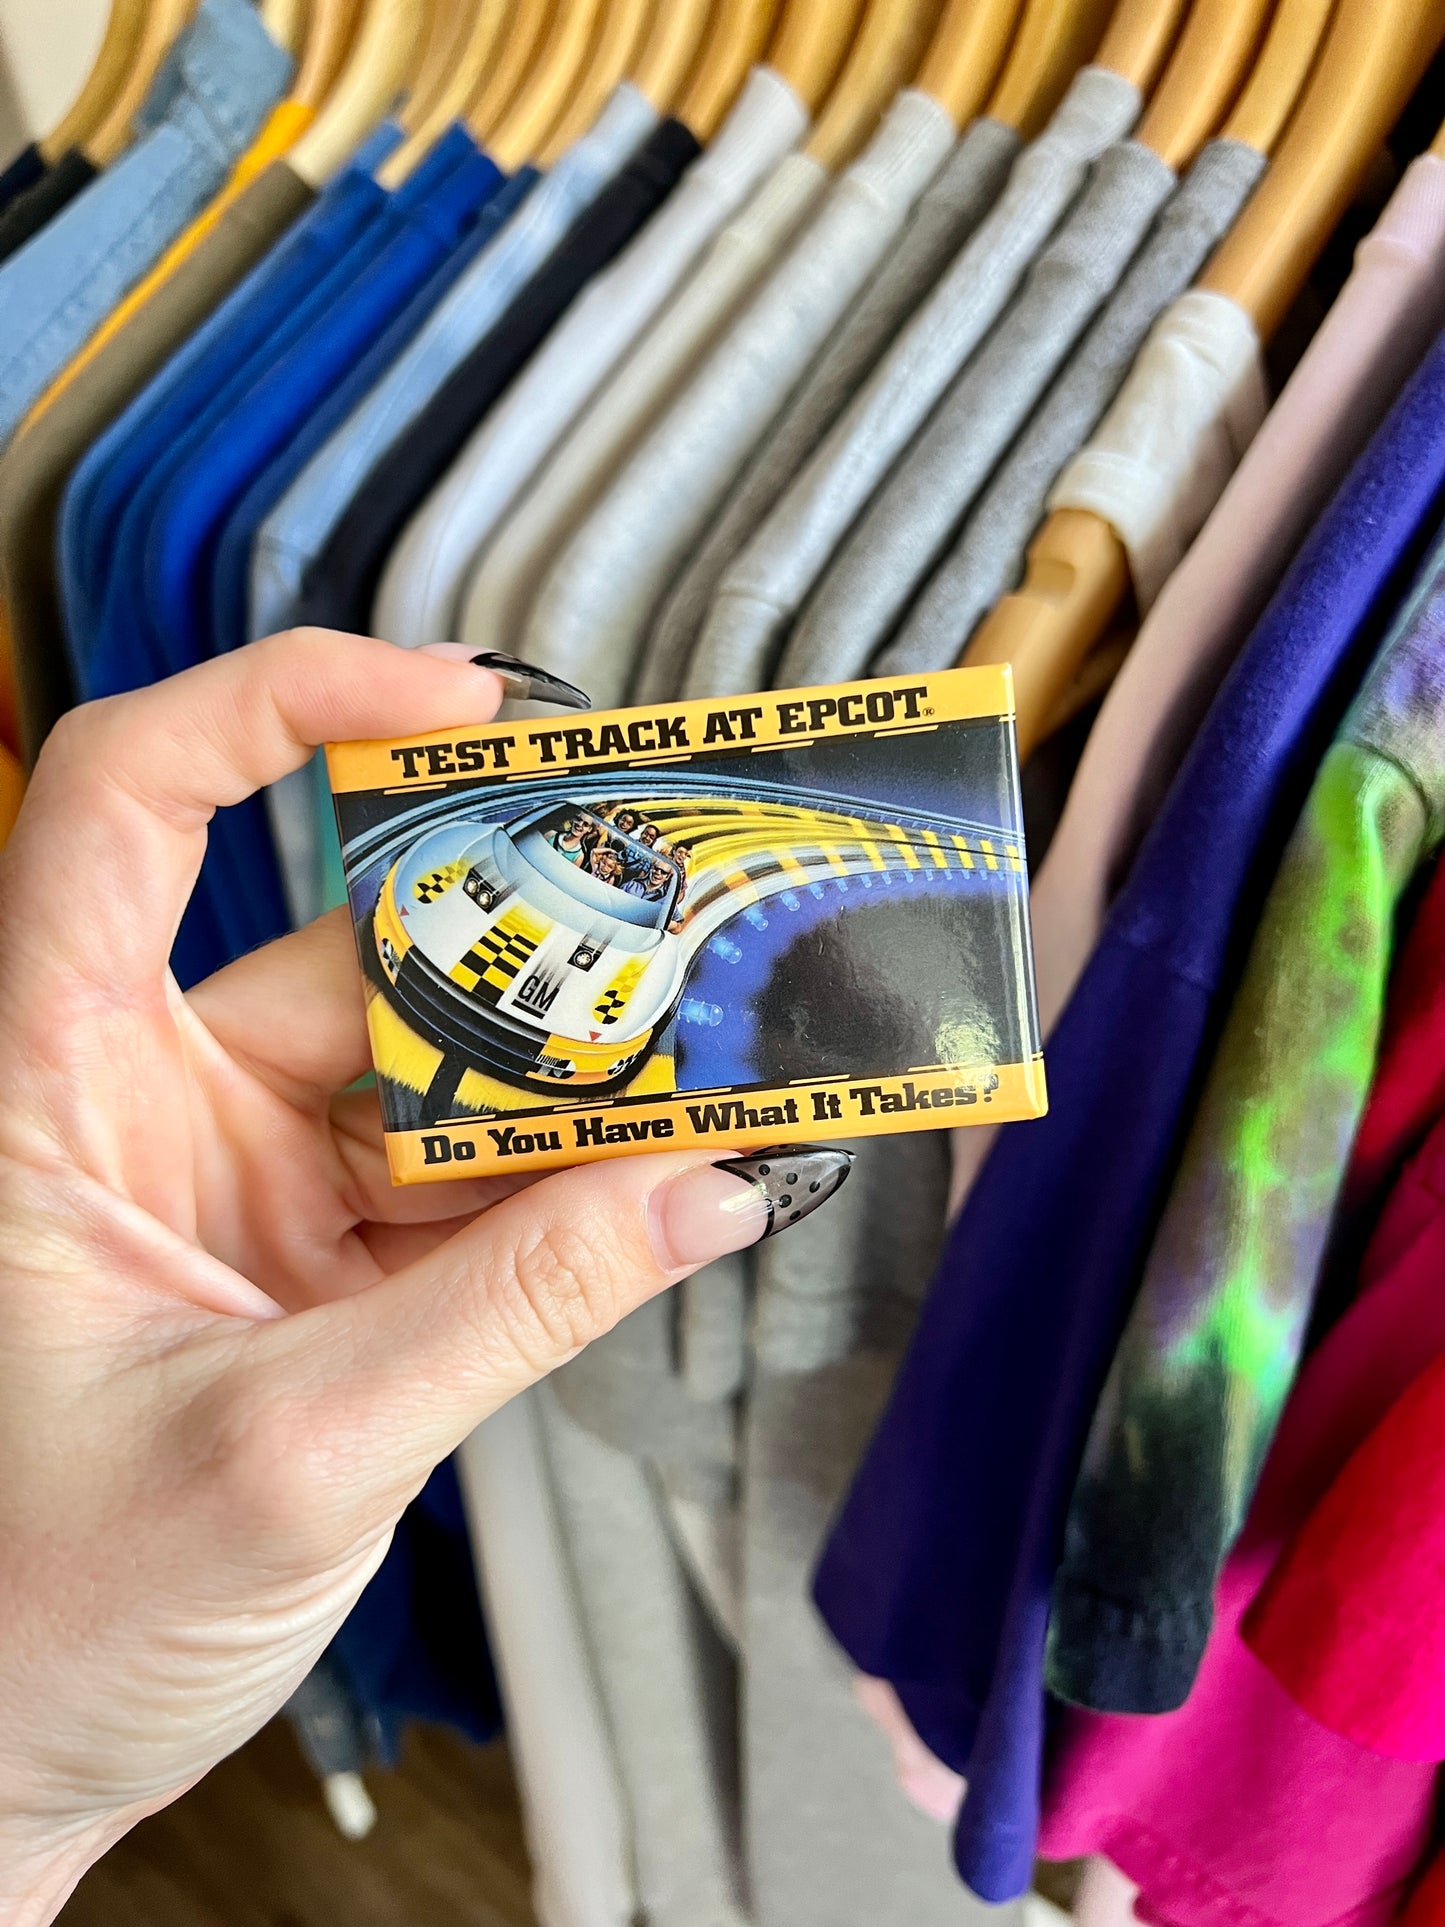 TEST TRACK AT EPCOT®
GM
Do You Have What It Takes?